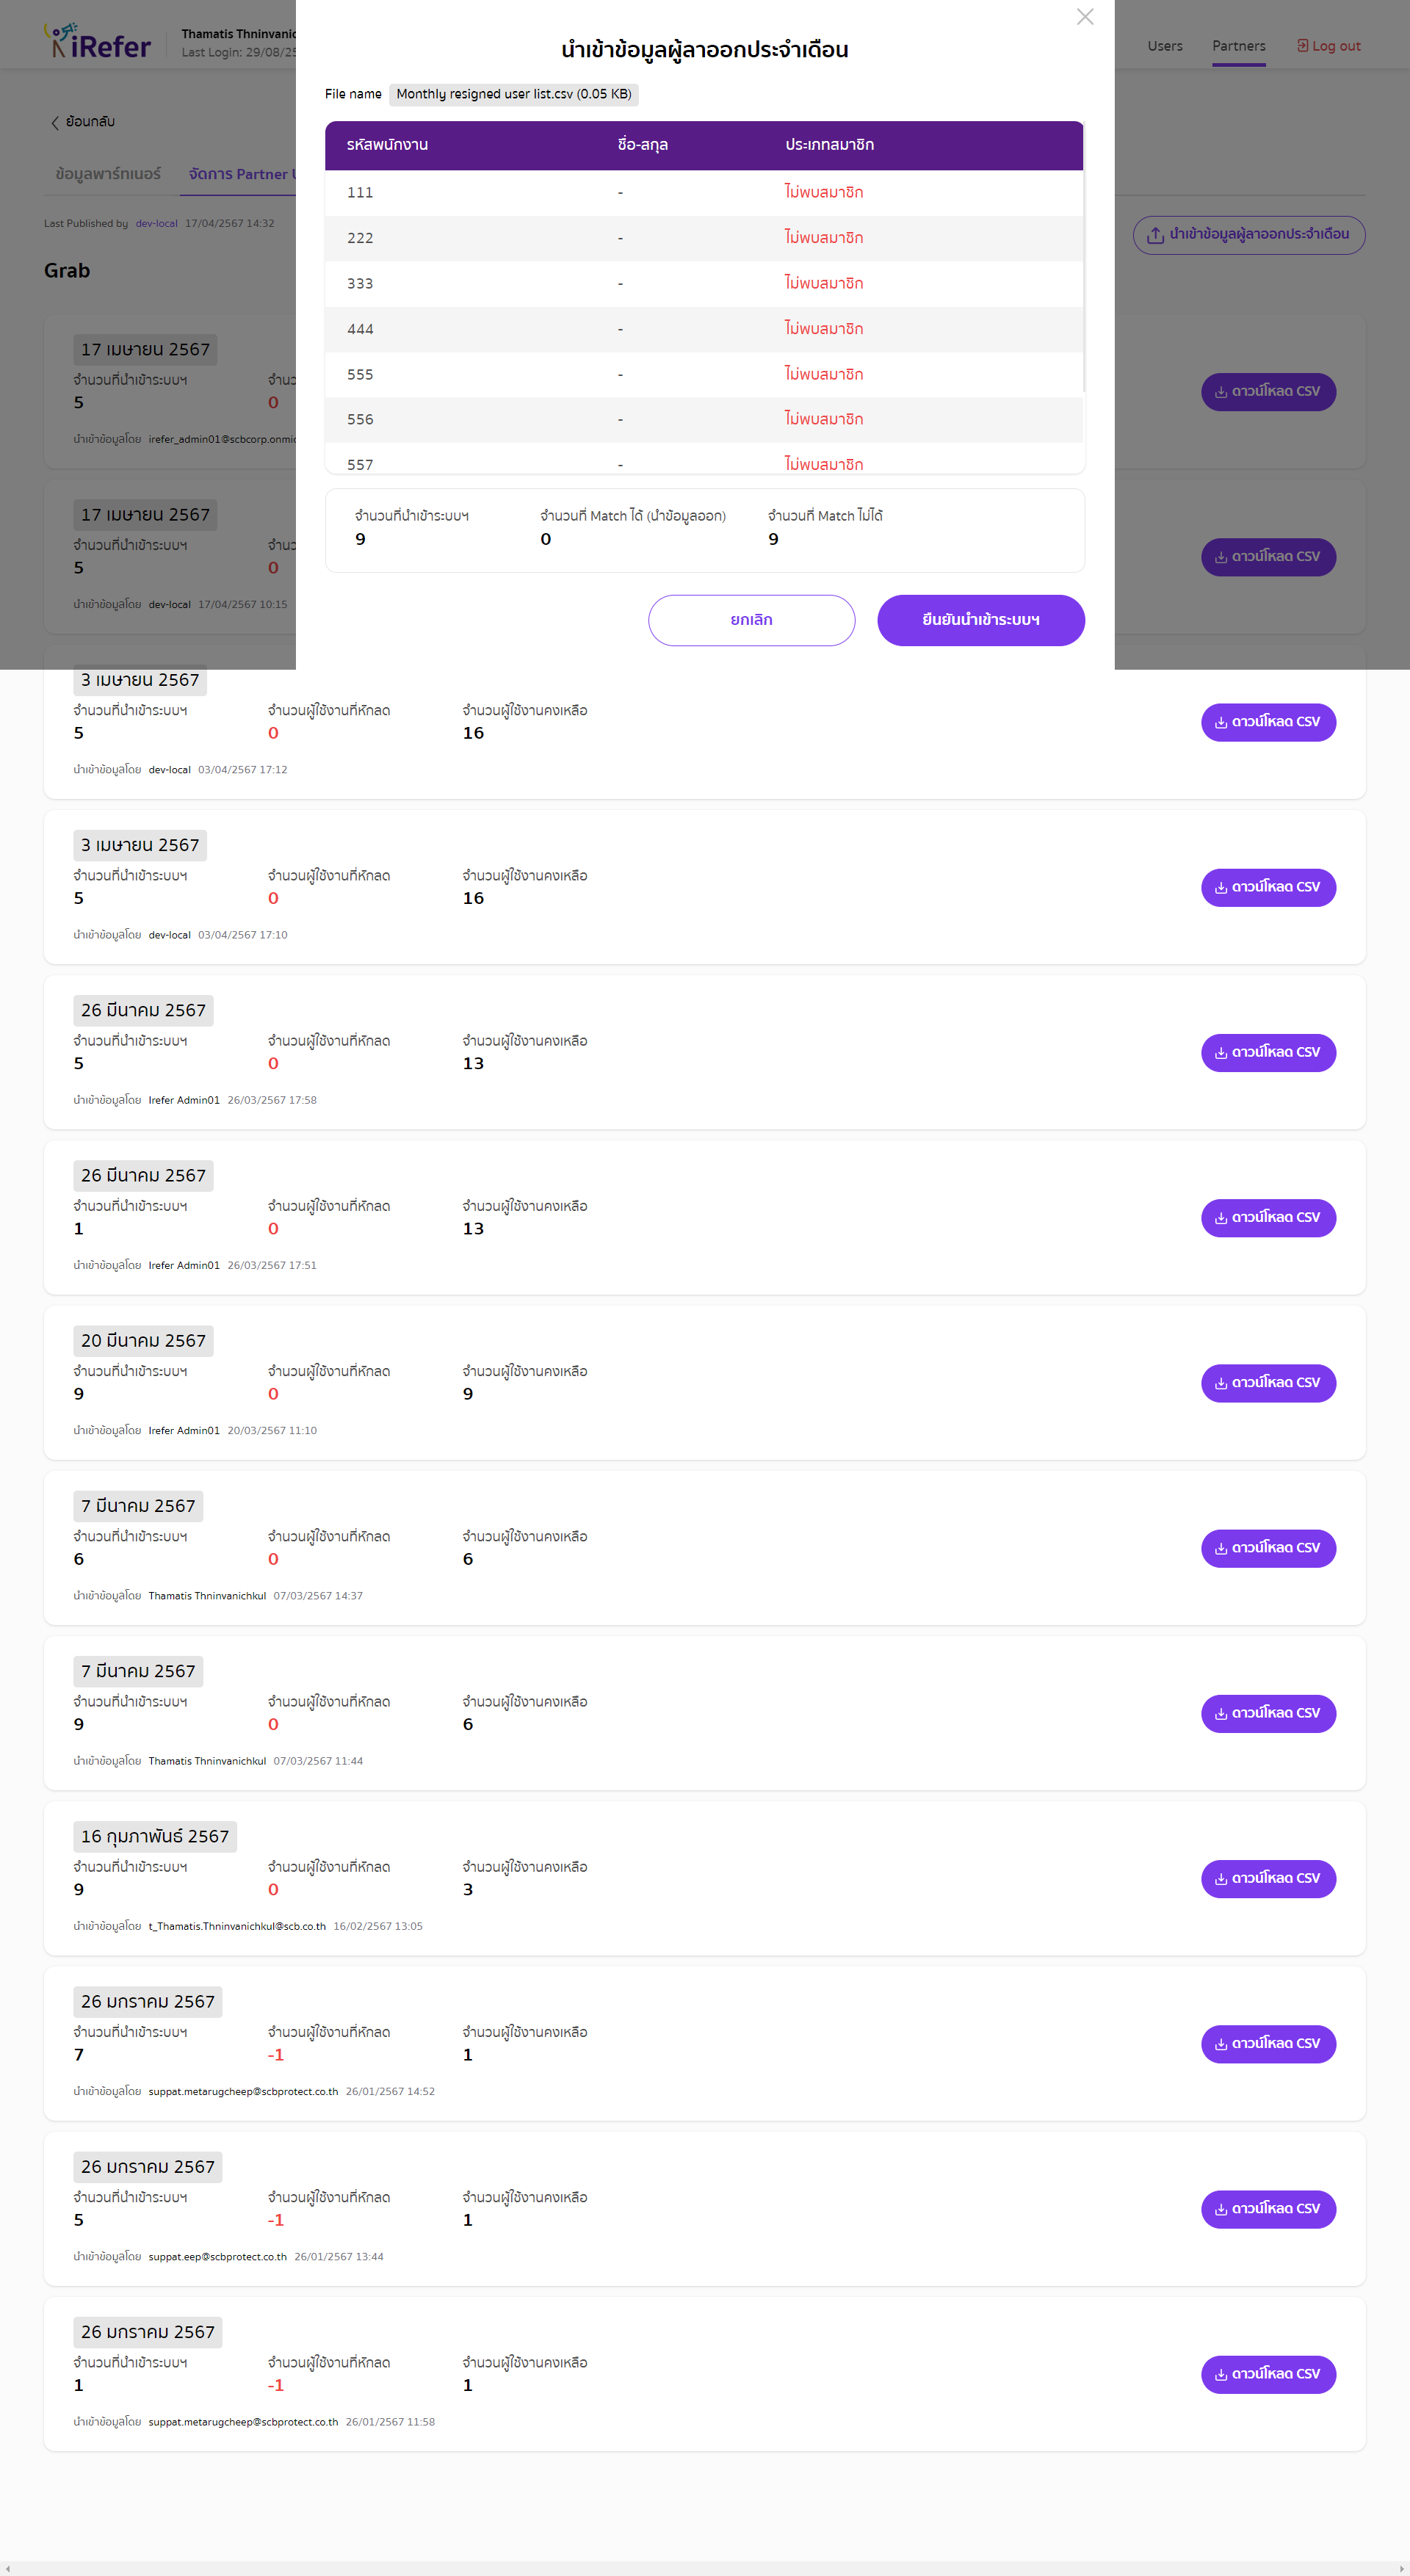 iRefer
Thamatis Thninvanic
Last Login: 29/08/25
Users
Partners
Log out
นำเข้าข้อมูลผู้ลาออกประจำเดือน
File name Monthly resigned user list.csv (0.05 KB)
ย้อนกลับ
ข้อมูลพาร์ทเนอร์
จัดการ Partner U
Last Published by dev-local 17/04/2567 14:32
นำเข้าข้อมูลผู้ลาออกประจำเดือน
Grab
รหัสพนักงาน ชื่อ-สกุล ประเภทสมาชิก
111 - ไม่พบสมาชิก
222 - ไม่พบสมาชิก
333 - ไม่พบสมาชิก
444 - ไม่พบสมาชิก
555 - ไม่พบสมาชิก
556 - ไม่พบสมาชิก
557 - ไม่พบสมาชิก
จำนวนที่นำเข้าระบบฯ จำนวนที่ Match ได้ (นำข้อมูลออก) จำนวนที่ Match ไม่ได้
9 0 9
ยกเลิก ยืนยันนำเข้าระบบฯ
17 เมษายน 2567
จำนวนที่นำเข้าระบบฯ จำนว
5 0
นำเข้าข้อมูลโดย irefer_admin01@scbcorp.onmic
ดาวน์โหลด CSV
17 เมษายน 2567
จำนวนที่นำเข้าระบบฯ จำนว
5 0
นำเข้าข้อมูลโดย dev-local 17/04/2567 10:15
ดาวน์โหลด CSV
3 เมษายน 2567
จำนวนที่นำเข้าระบบฯ จำนวนผู้ใช้งานที่หักลด จำนวนผู้ใช้งานคงเหลือ
5 0 16
นำเข้าข้อมูลโดย dev-local 03/04/2567 17:12
ดาวน์โหลด CSV
3 เมษายน 2567
จำนวนที่นำเข้าระบบฯ จำนวนผู้ใช้งานที่หักลด จำนวนผู้ใช้งานคงเหลือ
5 0 16
นำเข้าข้อมูลโดย dev-local 03/04/2567 17:10
ดาวน์โหลด CSV
26 มีนาคม 2567
จำนวนที่นำเข้าระบบฯ จำนวนผู้ใช้งานที่หักลด จำนวนผู้ใช้งานคงเหลือ
5 0 13
นำเข้าข้อมูลโดย Irefer Admin01 26/03/2567 17:58
ดาวน์โหลด CSV
26 มีนาคม 2567
จำนวนที่นำเข้าระบบฯ จำนวนผู้ใช้งานที่หักลด จำนวนผู้ใช้งานคงเหลือ
1 0 13
นำเข้าข้อมูลโดย Irefer Admin01 26/03/2567 17:51
ดาวน์โหลด CSV
20 มีนาคม 2567
จำนวนที่นำเข้าระบบฯ จำนวนผู้ใช้งานที่หักลด จำนวนผู้ใช้งานคงเหลือ
9 0 9
นำเข้าข้อมูลโดย Irefer Admin01 20/03/2567 11:10
ดาวน์โหลด CSV
7 มีนาคม 2567
จำนวนที่นำเข้าระบบฯ จำนวนผู้ใช้งานที่หักลด จำนวนผู้ใช้งานคงเหลือ
6 0 6
นำเข้าข้อมูลโดย Thamatis Thninvanichkul 07/03/2567 14:37
ดาวน์โหลด CSV
7 มีนาคม 2567
จำนวนที่นำเข้าระบบฯ จำนวนผู้ใช้งานที่หักลด จำนวนผู้ใช้งานคงเหลือ
9 0 6
นำเข้าข้อมูลโดย Thamatis Thninvanichkul 07/03/2567 11:44
ดาวน์โหลด CSV
16 กุมภาพันธ์ 2567
จำนวนที่นำเข้าระบบฯ จำนวนผู้ใช้งานที่หักลด จำนวนผู้ใช้งานคงเหลือ
9 0 3
นำเข้าข้อมูลโดย t_Thamatis.Thninvanichkul@scb.co.th 16/02/2567 13:05
ดาวน์โหลด CSV
26 มกราคม 2567
จำนวนที่นำเข้าระบบฯ จำนวนผู้ใช้งานที่หักลด จำนวนผู้ใช้งานคงเหลือ
7 -1 1
นำเข้าข้อมูลโดย suppat.metarugcheep@scbprotect.co.th 26/01/2567 14:52
ดาวน์โหลด CSV
26 มกราคม 2567
จำนวนที่นำเข้าระบบฯ จำนวนผู้ใช้งานที่หักลด จำนวนผู้ใช้งานคงเหลือ
5 -1 1
นำเข้าข้อมูลโดย suppat.eep@scbprotect.co.th 26/01/2567 13:44
ดาวน์โหลด CSV
26 มกราคม 2567
จำนวนที่นำเข้าระบบฯ จำนวนผู้ใช้งานที่หักลด จำนวนผู้ใช้งานคงเหลือ
1 -1 1
นำเข้าข้อมูลโดย suppat.metarugcheep@scbprotect.co.th 26/01/2567 11:58
ดาวน์โหลด CSV